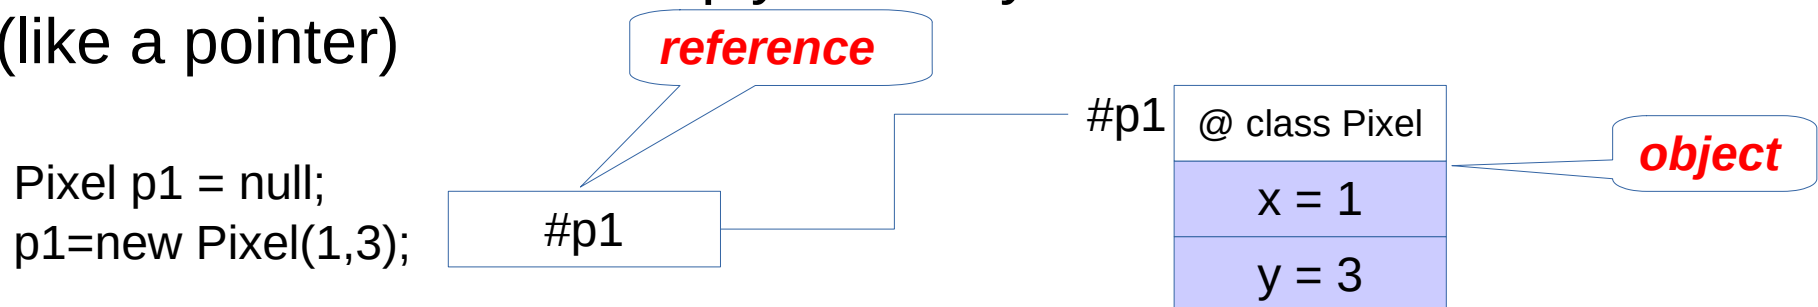 (like a pointer)
reference
#p1
@ class Pixel
object
Pixel p1 = null;
x = 1
p1=new Pixel(1,3);
#p1
y = 3